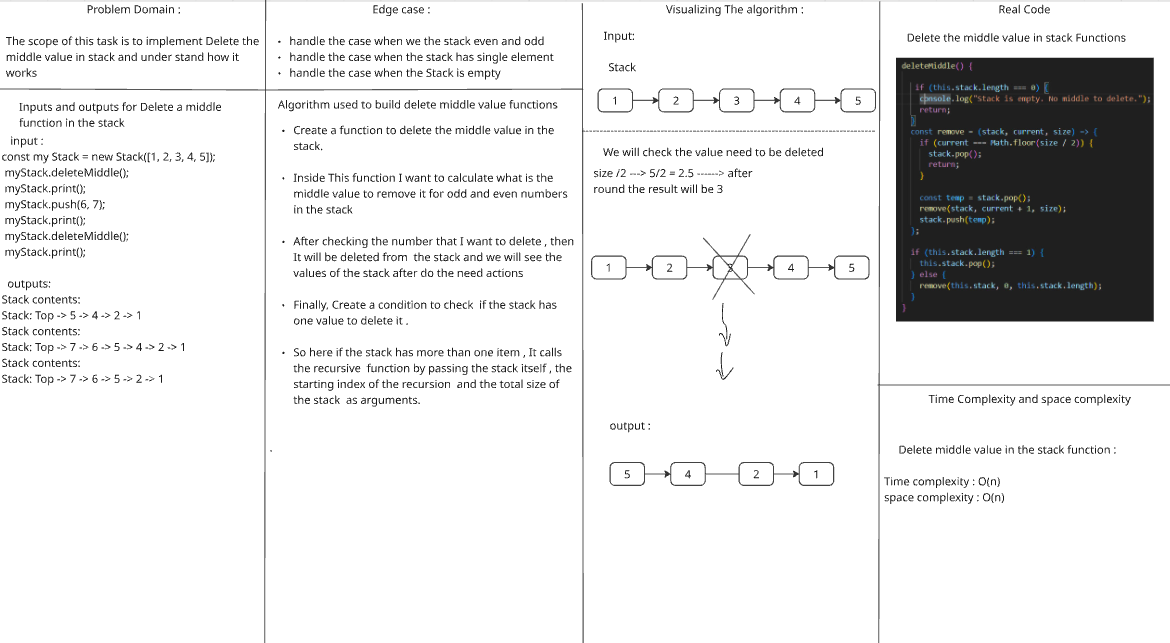 Problem Domain :
The scope of this task is to implement Delete the
middle value in stack and under stand how it
works
Inputs and outputs for Delete a middle
function in the stack
input :
const my Stack = new Stack([1, 2, 3, 4, 5]);
myStack.deleteMiddle();
myStack.print();
myStack.push(6, 7);
myStack.print();
myStack.deleteMiddle();
myStack.print();
outputs:
Stack contents:
Stack: Top -> 5 -> 4 -> 2 -> 1
Stack contents:
Stack: Top -> 7 -> 6 -> 5 -> 4 -> 2 -> 1
Stack contents:
Stack: Top -> 7 -> 6 -> 5 -> 2 -> 1
Edge case :
• handle the case when we the stack even and odd
• handle the case when the stack has single element
• handle the case when the Stack is empty
Algorithm used to build delete middle value functions
• Create a function to delete the middle value in the
stack.
• Inside This function I want to calculate what is the
middle value to remove it for odd and even numbers
in the stack
• After checking the number that I want to delete , then
It will be deleted from the stack and we will see the
values of the stack after do the need actions
• Finally, Create a condition to check if the stack has
one value to delete it .
• So here if the stack has more than one item , It calls
the recursive function by passing the stack itself , the
starting index of the recursion and the total size of
the stack as arguments.
.
Visualizing The algorithm :
Input:
Stack
1 2 3 4 5
We will check the value need to be deleted
size /2 ---> 5/2 = 2.5 ------> after
round the result will be 3
1 2 3 4 5
output :
5 4 2 1
Real Code
Delete the middle value in stack Functions
deleteMiddle() {
if (this.stack.length === 0) {
console.log("Stack is empty. No middle to delete.");
return;
}
const remove = (stack, current, size) => {
if (current === Math.floor(size / 2)) {
stack.pop();
return;
}
const temp = stack.pop();
remove(stack, current + 1, size);
stack.push(temp);
};
if (this.stack.length === 1) {
this.stack.pop();
} else {
remove(this.stack, 0, this.stack.length);
}
}
Time Complexity and space complexity
Delete middle value in the stack function :
Time complexity : O(n)
space complexity : O(n)